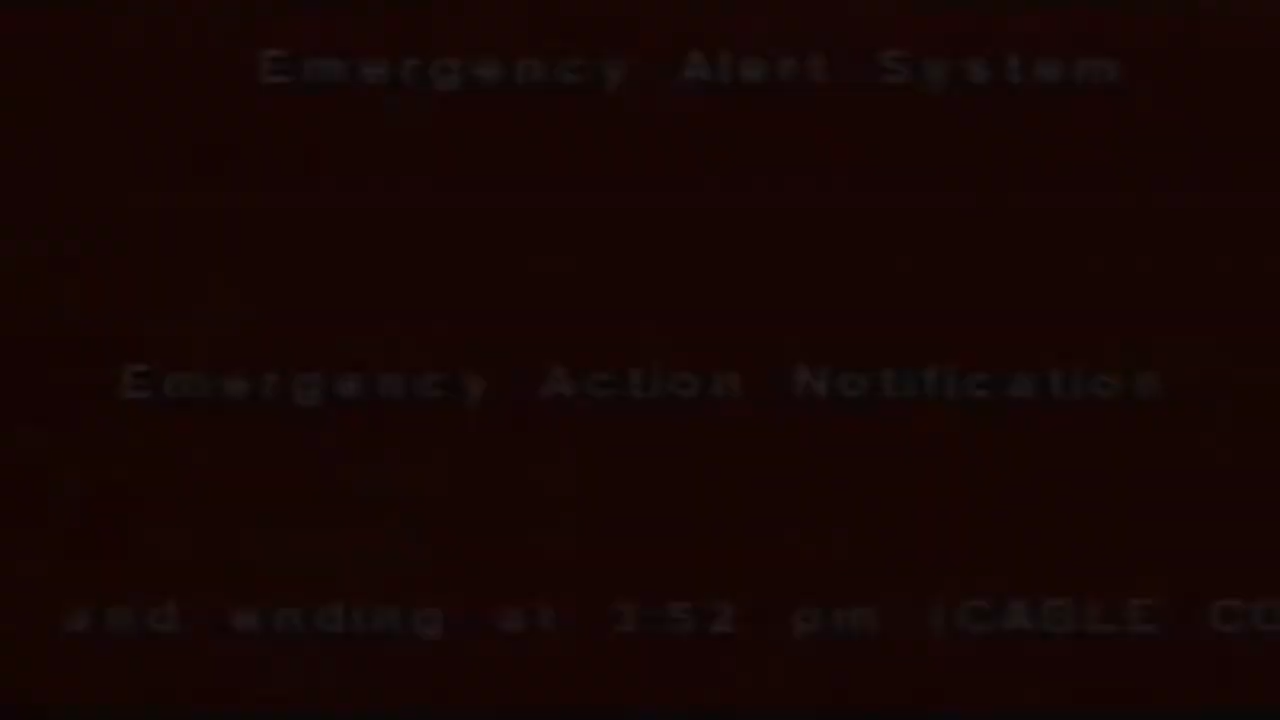 Emergency Alert System
Emergency Action Notification
and ending at 3:52 pm (CABLE CO